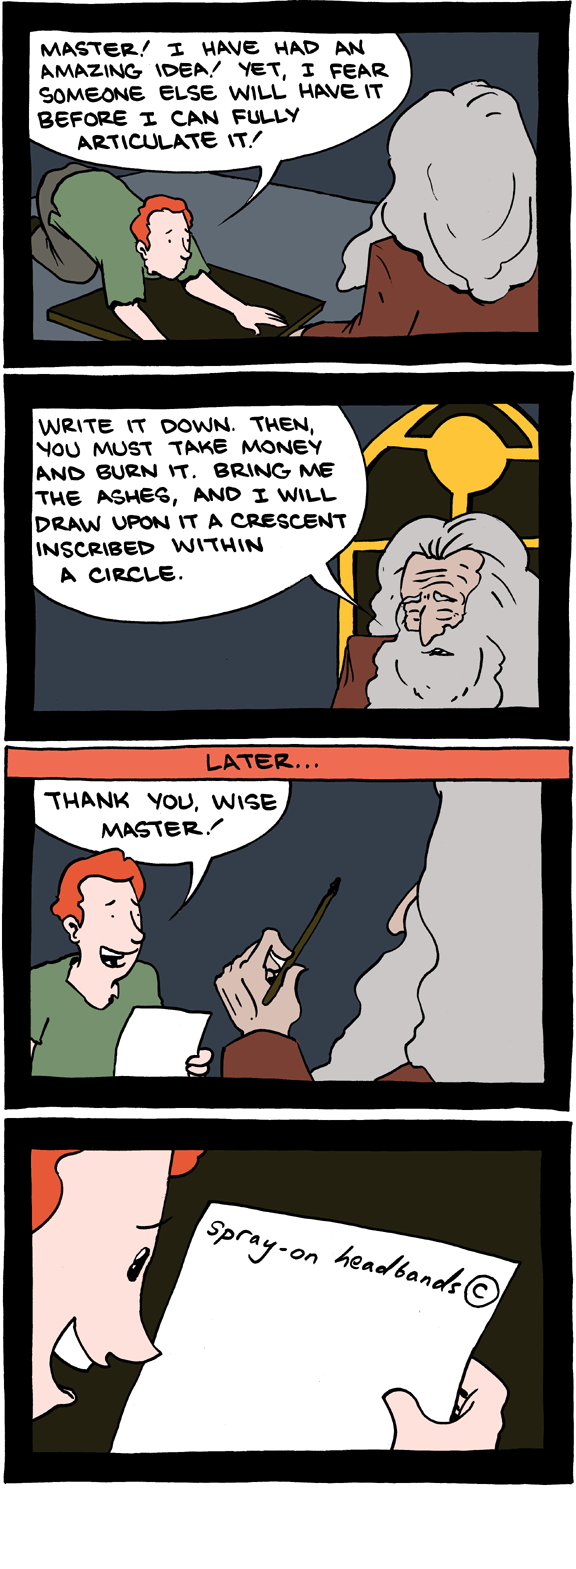 MASTER! I HAVE HAD AN
AMAZING IDEA! YET, I FEAR
SOMEONE ELSE WILL HAVE IT
BEFORE I CAN FULLY
ARTICULATE IT!
WRITE IT DOWN. THEN,
YOU MUST TAKE MONEY
AND BURN IT. BRING ME
THE ASHES, AND I WILL
DRAW UPON IT A CRESCENT
INSCRIBED WITHIN
A CIRCLE.
LATER...
THANK YOU, WISE
MASTER!
spray-on headbands ©